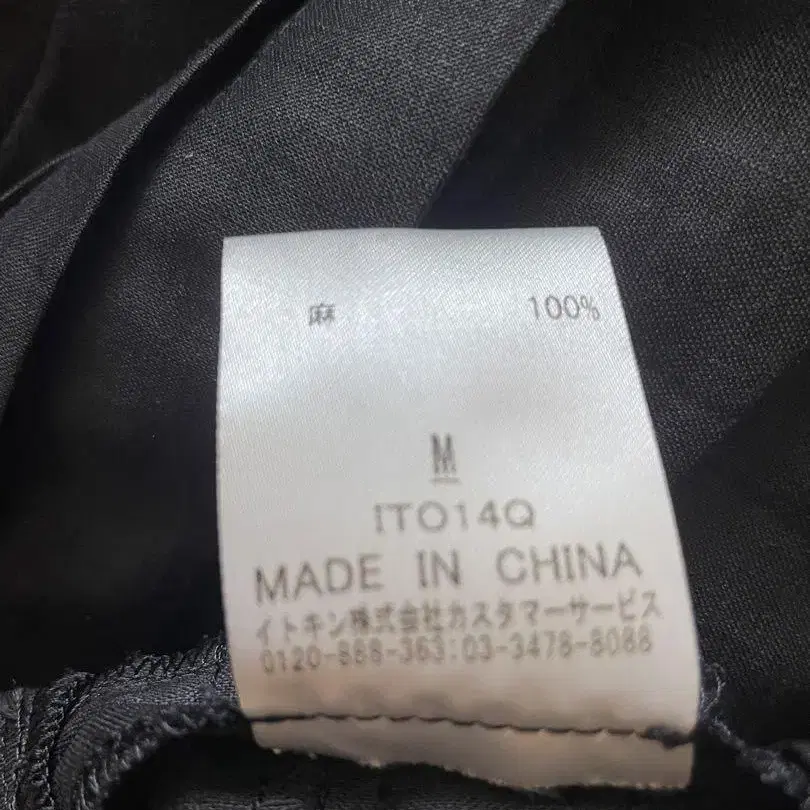 麻 100%
M
ITO14Q
MADE IN CHINA
イトキン株式会社カスタマーサービス
0120-888-363:03-3478-8088